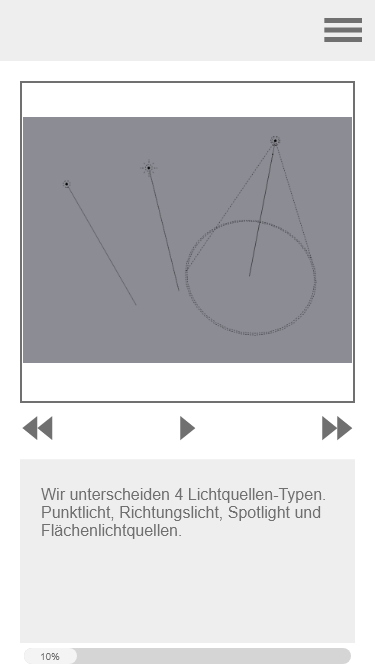 Wir unterscheiden 4 Lichtquellen-Typen.
Punktlicht, Richtungslicht, Spotlight und
Flächenlichtquellen.
10%